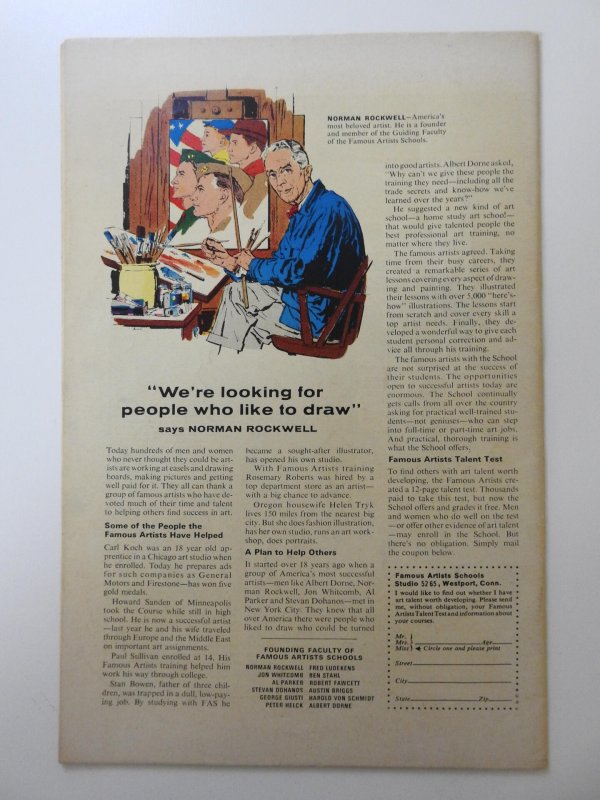 NORMAN ROCKWELL—America's
most beloved artist. He is a founder
and member of the Guiding Faculty
of the Famous Artists Schools.
"We're looking for
people who like to draw"
says NORMAN ROCKWELL
Today hundreds of men and women
who never thought they could be art-
ists are working at easels and drawing
boards, making pictures and getting
well paid for it. They all can thank a
group of famous artists who have de-
voted much of their time and talent
to helping others find success in art.
Some of the People the
Famous Artists Have Helped
Carl Koch was an 18 year old ap-
prentice in a Chicago art studio when
he enrolled. Today he prepares ads
for such companies as General
Motors and Firestone—has won five
gold medals.
Howard Sanden of Minneapolis
took the Course while still in high
school. He is now a successful artist
—last year he and his wife traveled
through Europe and the Middle East
on important art assignments.
Paul Sullivan enrolled at 14. His
Famous Artists training helped him
work his way through college.
Stan Bowen, father of three chil-
dren, was trapped in a dull, low-pay-
ing job. By studying with FAS he
became a sought-after illustrator,
has opened his own studio.
With Famous Artists training
Rosemary Roberts was hired by a
top department store as an artist—
with a big chance to advance.
Oregon housewife Helen Tryk
lives 150 miles from the nearest big
city. But she does fashion illustration,
has her own studio, runs an art work-
shop, does portraits.
A Plan to Help Others
It started over 18 years ago when a
group of America's most successful
artists—men like Albert Dorne, Nor-
man Rockwell, Jon Whitcomb, Al
Parker and Stevan Dohanos—met in
New York City. They knew that all
over America there were people who
liked to draw who could be turned
into good artists. Albert Dorne asked,
"Why can't we give these people the
training they need—including all the
trade secrets and know-how we've
learned over the years?"
He suggested a new kind of art
school—a home study art school—
that would give talented people the
best professional art training, no
matter where they live.
The famous artists agreed. Taking
time from their busy careers, they
created a remarkable series of art
lessons covering every aspect of draw-
ing and painting. They illustrated
their lessons with over 5,000 "here's-
how" illustrations. The lessons start
from scratch and cover every skill a
top artist needs. Finally, they de-
veloped a wonderful way to give each
student personal correction and ad-
vice all through his training.
The famous artists with the School
are not surprised at the success of
their students. The opportunities
open to successful artists today are
enormous. The School continually
gets calls from all over the country
asking for practical well-trained stu-
dents—not geniuses—who can step
into full-time or part-time art jobs.
And practical, thorough training is
what the School offers.
Famous Artists Talent Test
To find others with art talent worth
developing, the Famous Artists cre-
ated a 12-page talent test. Thousands
paid to take this test, but now the
School offers and grades it free. Men
and women who do well on the test
—or offer other evidence of art talent
—may enroll in the School. But
there's no obligation. Simply mail
the coupon below.
FOUNDING FACULTY OF
FAMOUS ARTISTS SCHOOLS
NORMAN ROCKWELL FRED LUDEKENS
JON WHITCOMB BEN STAHL
AL PARKER ROBERT FAWCETT
STEVAN DOHANOS AUSTIN BRIGGS
GEORGE GIUSTI HAROLD VON SCHMIDT
PETER HELCK ALBERT DORNE
Famous Artists Schools
Studio 5765, Westport, Conn.
I would like to find out whether I have
art talent worth developing. Please send
me, without obligation, your Famous
Artists Talent Test and information about
your courses.
Mr.
Mrs. Age
Miss Circle one and please print
Street
City
State Zip